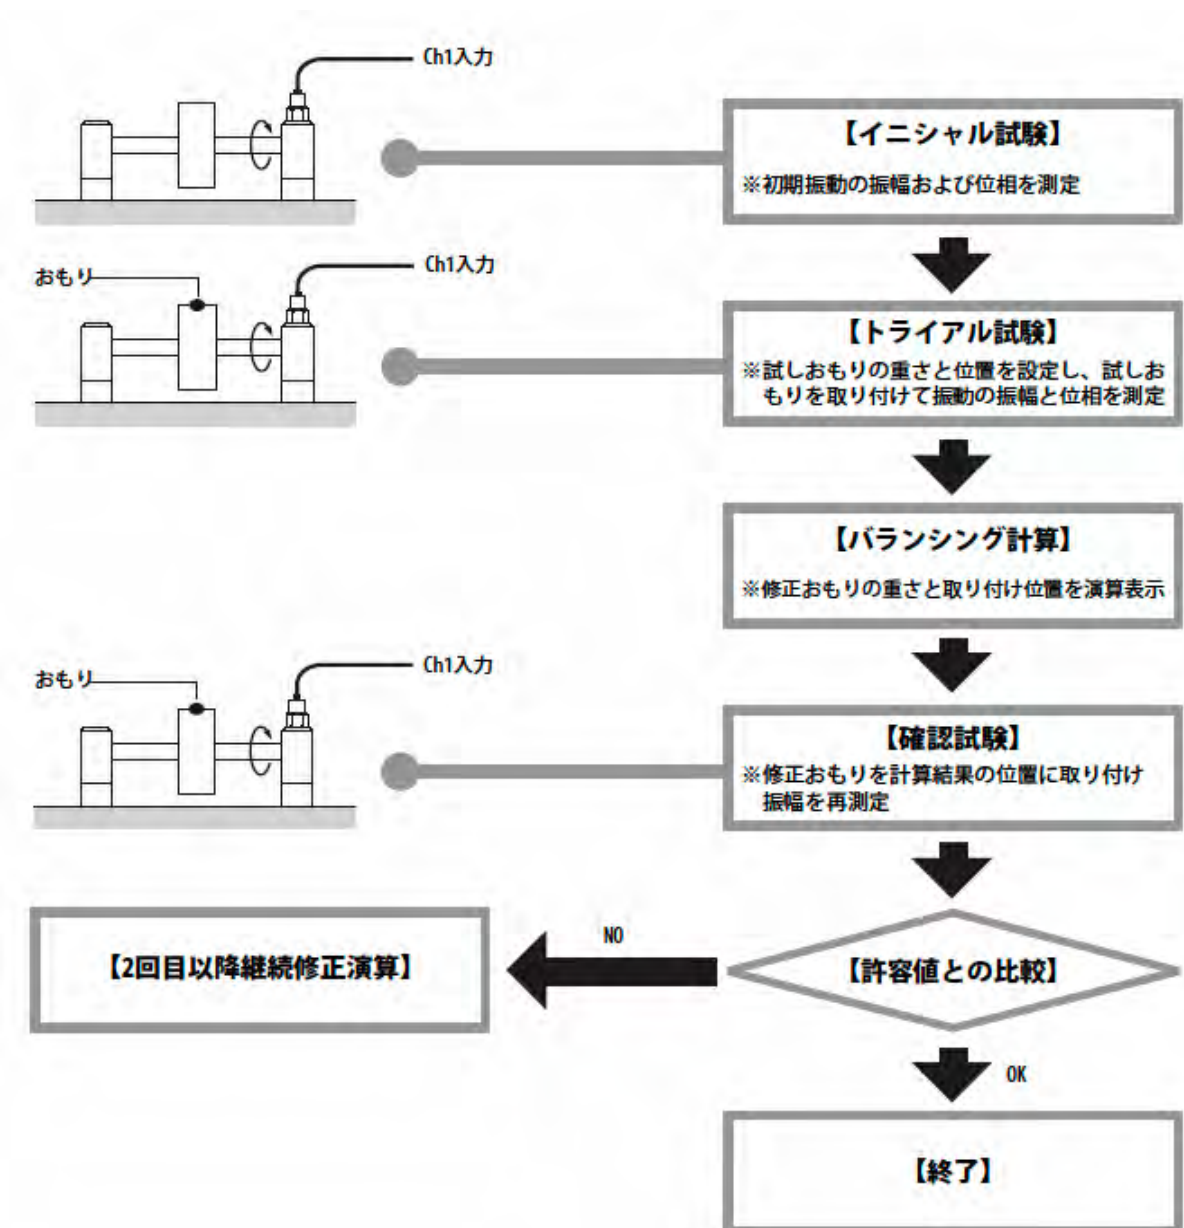 Ch1入力
【イニシャル試験】
※初期振動の振幅および位相を測定
おもり
Ch1入力
【トライアル試験】
※試しおもりの重さと位置を設定し、試しお
もりを取り付けて振動の振幅と位相を測定
【バランシング計算】
※修正おもりの重さと取り付け位置を演算表示
おもり
Ch1入力
【確認試験】
※修正おもりを計算結果の位置に取り付け
振幅を再測定
【許容値との比較】
NO
【2回目以降継続修正演算】
OK
【終了】